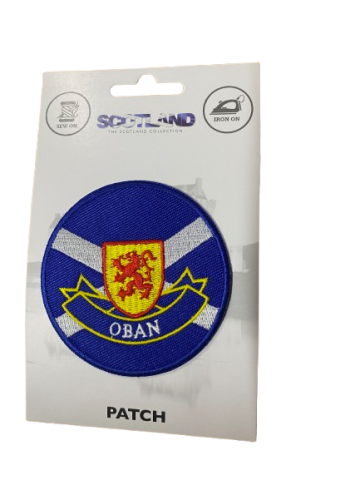 SEW ON
SCOTLAND
THE SCOTLAND COLLECTION
IRON ON
OBAN
PATCH